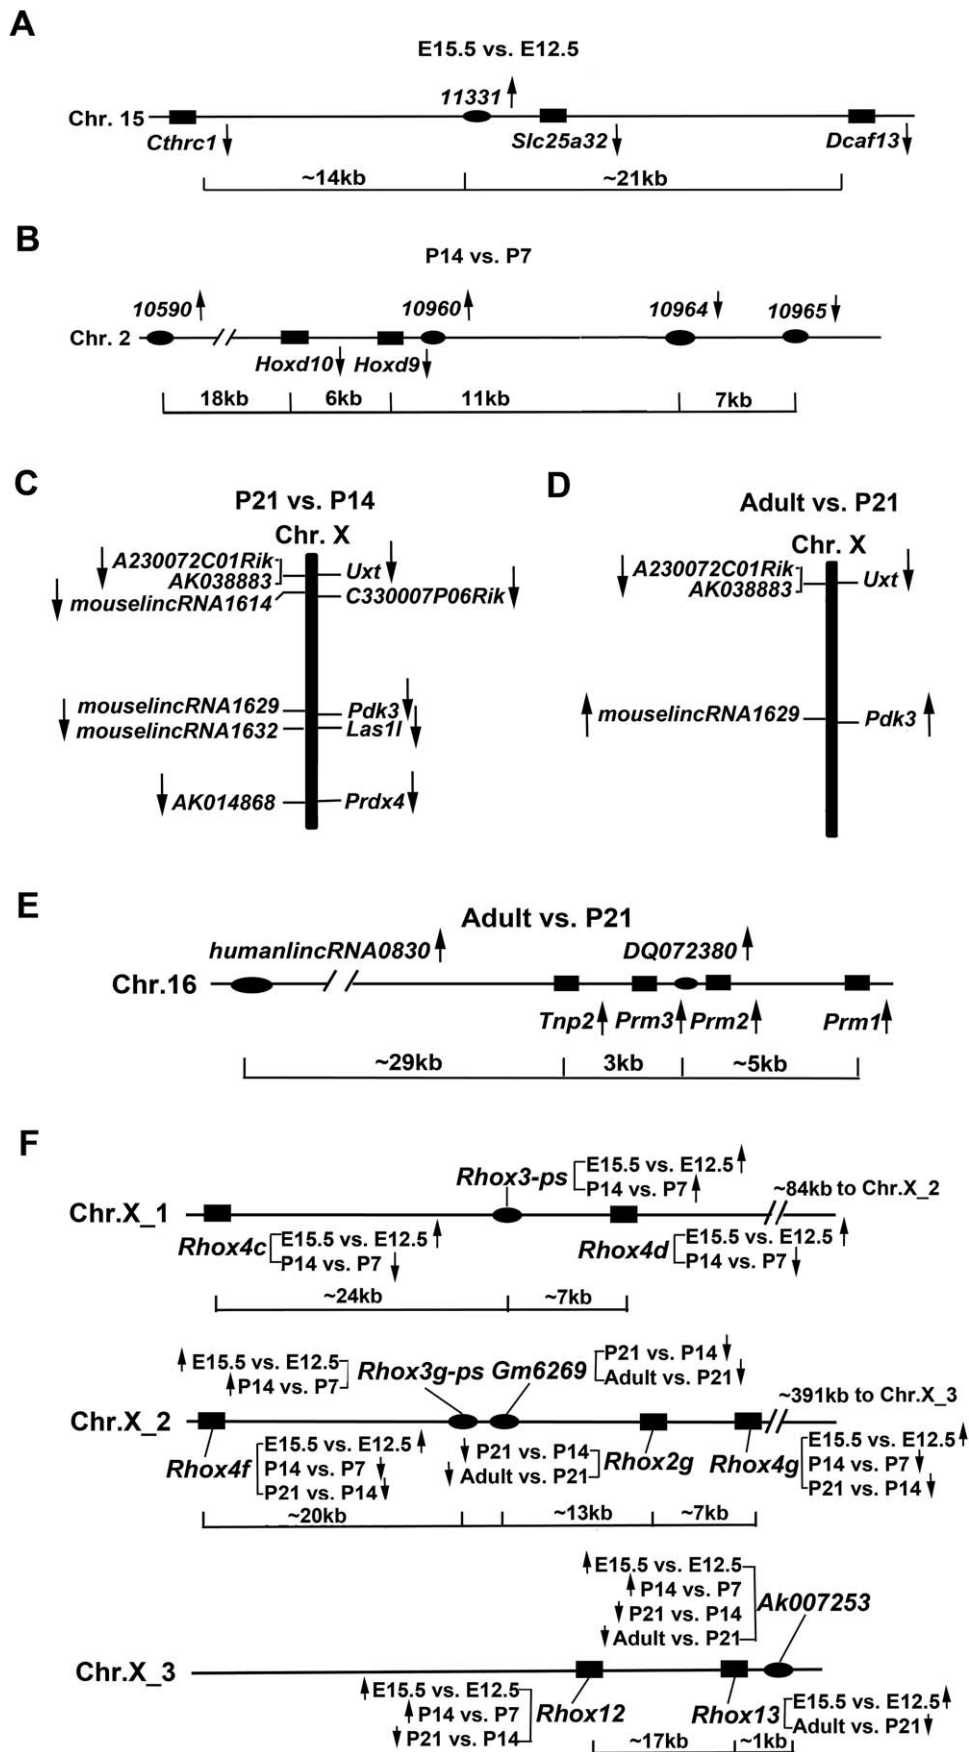 A
E15.5 vs. E12.5
11331
Chr. 15
Cthrc1
Slc25a32
Dcaf13
~14kb
~21kb
B
P14 vs. P7
10590
10960
10964
10965
Chr. 2
Hoxd10
Hoxd9
18kb
6kb
11kb
7kb
C
P21 vs. P14
Chr. X
A230072C01Rik
AK038883
mouselincRNA1614
Uxt
C330007P06Rik
mouselincRNA1629
mouselincRNA1632
Pdk3
Las1l
AK014868
Prdx4
D
Adult vs. P21
Chr. X
A230072C01Rik
AK038883
Uxt
mouselincRNA1629
Pdk3
E
Adult vs. P21
humanlincRNA0830
DQ072380
Chr.16
Tnp2
Prm3
Prm2
Prm1
~29kb
3kb
~5kb
F
Rhox3-ps
E15.5 vs. E12.5
P14 vs. P7
~84kb to Chr.X_2
Chr.X_1
Rhox4c
E15.5 vs. E12.5
P14 vs. P7
Rhox4d
E15.5 vs. E12.5
P14 vs. P7
~24kb
~7kb
E15.5 vs. E12.5
P14 vs. P7
Rhox3g-ps
Gm6269
P21 vs. P14
Adult vs. P21
~391kb to Chr.X_3
Chr.X_2
Rhox4f
E15.5 vs. E12.5
P14 vs. P7
P21 vs. P14
P21 vs. P14
Adult vs. P21
Rhox2g
Rhox4g
E15.5 vs. E12.5
P14 vs. P7
P21 vs. P14
~20kb
~13kb
~7kb
E15.5 vs. E12.5
P14 vs. P7
P21 vs. P14
Adult vs. P21
Ak007253
Chr.X_3
E15.5 vs. E12.5
P14 vs. P7
P21 vs. P14
Rhox12
Rhox13
E15.5 vs. E12.5
Adult vs. P21
~17kb
~1kb